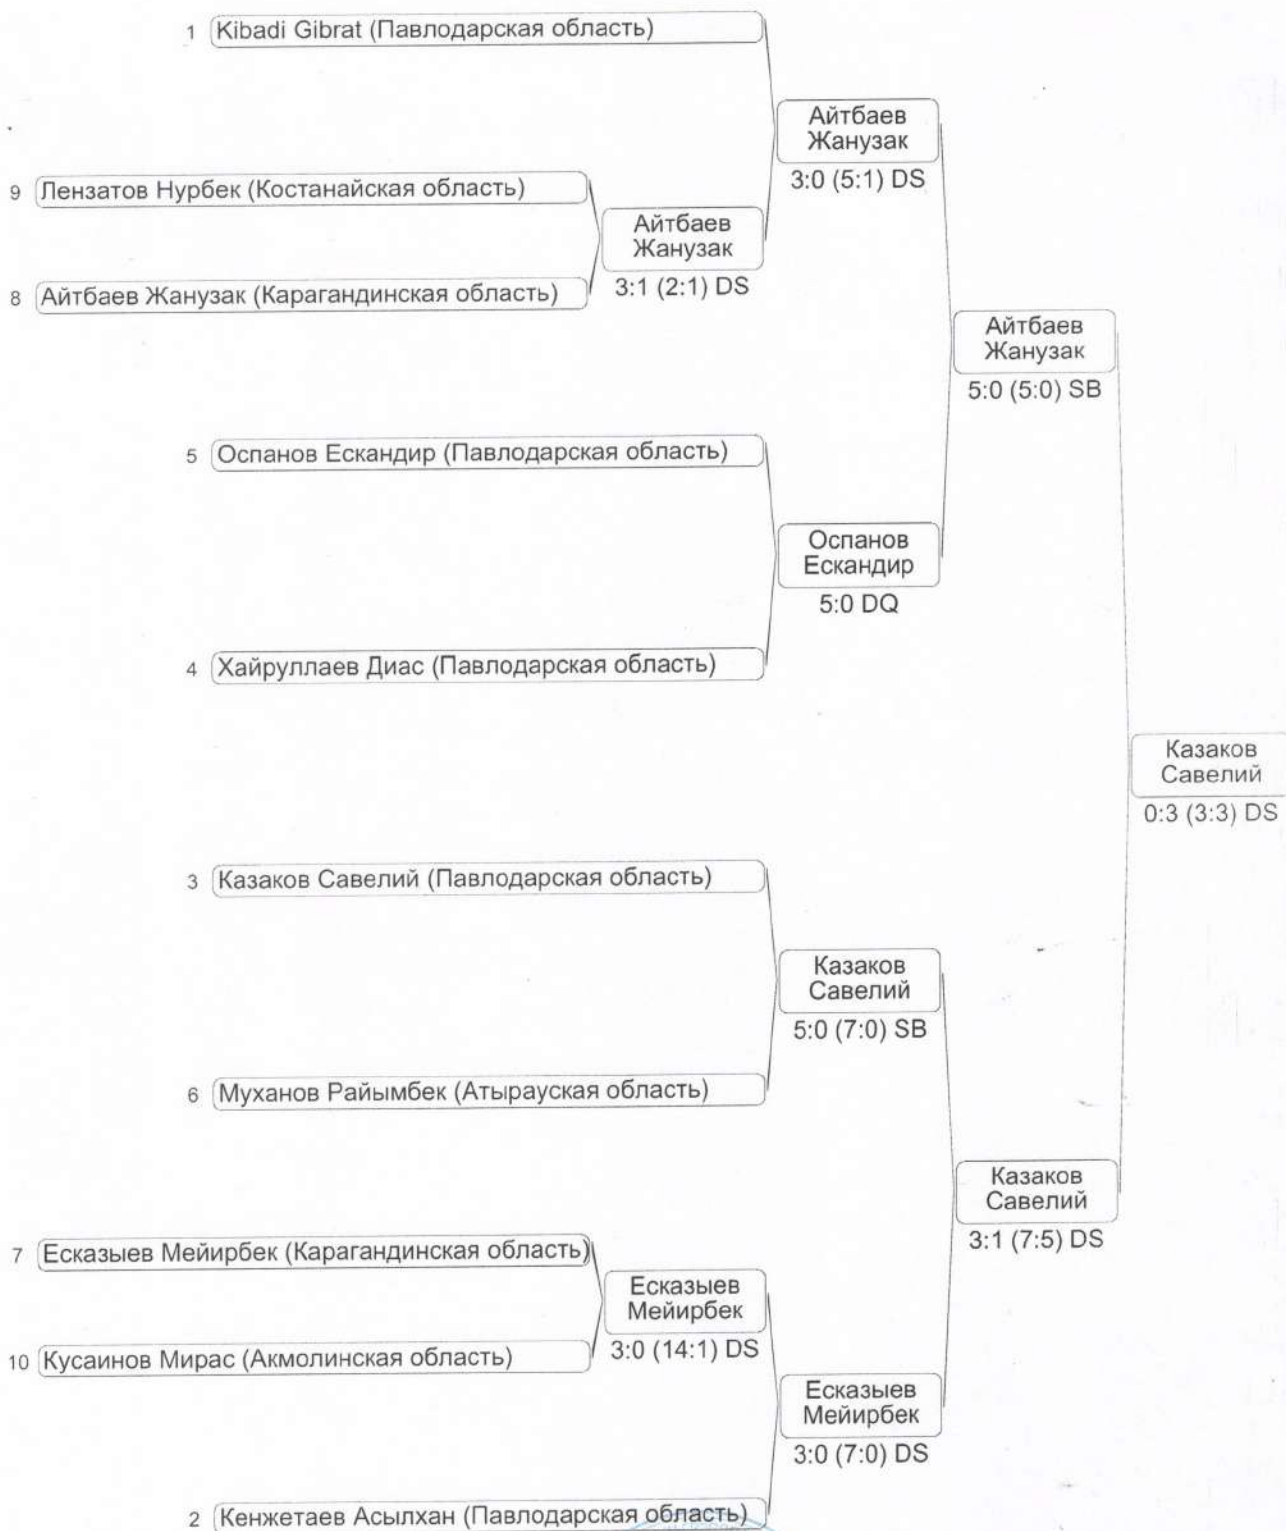 1 Kibadi Gibrat (Павлодарская область)
Айтбаев
Жанузак
3:0 (5:1) DS
9 Лензатов Нурбек (Костанайская область)
Айтбаев
Жанузак
3:1 (2:1) DS
8 Айтбаев Жанузак (Карагандинская область)
Айтбаев
Жанузак
5:0 (5:0) SB
5 Оспанов Ескандир (Павлодарская область)
Оспанов
Ескандир
5:0 DQ
4 Хайруллаев Диас (Павлодарская область)
Казаков
Савелий
0:3 (3:3) DS
3 Казаков Савелий (Павлодарская область)
Казаков
Савелий
5:0 (7:0) SB
6 Муханов Райымбек (Атырауская область)
Казаков
Савелий
3:1 (7:5) DS
7 Есказыев Мейирбек (Карагандинская область)
Есказыев
Мейирбек
3:0 (14:1) DS
10 Кусаинов Мирас (Акмолинская область)
Есказыев
Мейирбек
3:0 (7:0) DS
2 Кенжетаев Асылхан (Павлодарская область)